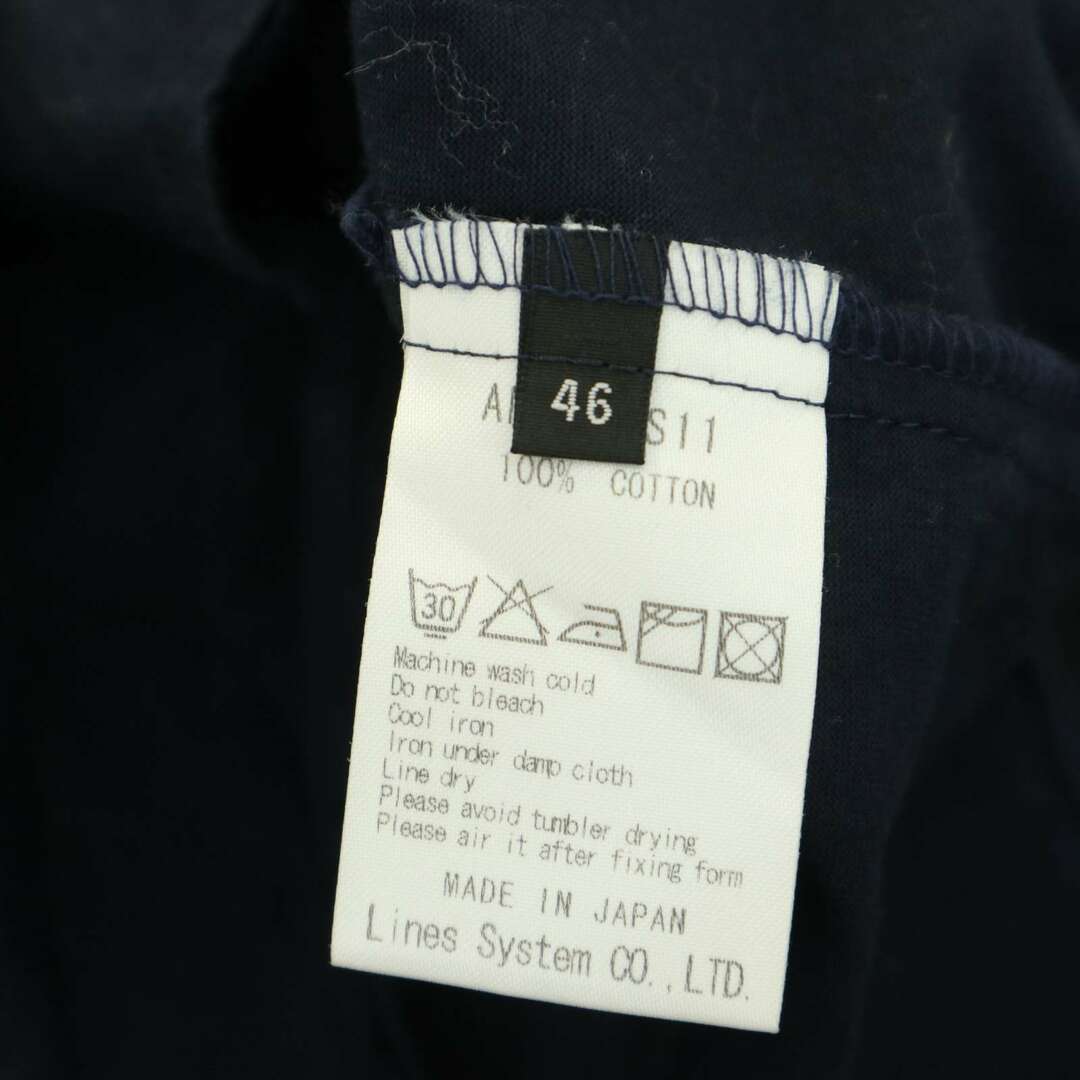 46
S11
100% COTTON
30
Machine wash cold
Do not bleach
Cool iron
Iron under damp cloth
Line dry
Please avoid tumbler drying
Please air it after fixing form
MADE IN JAPAN
Lines System CO.,LTD.